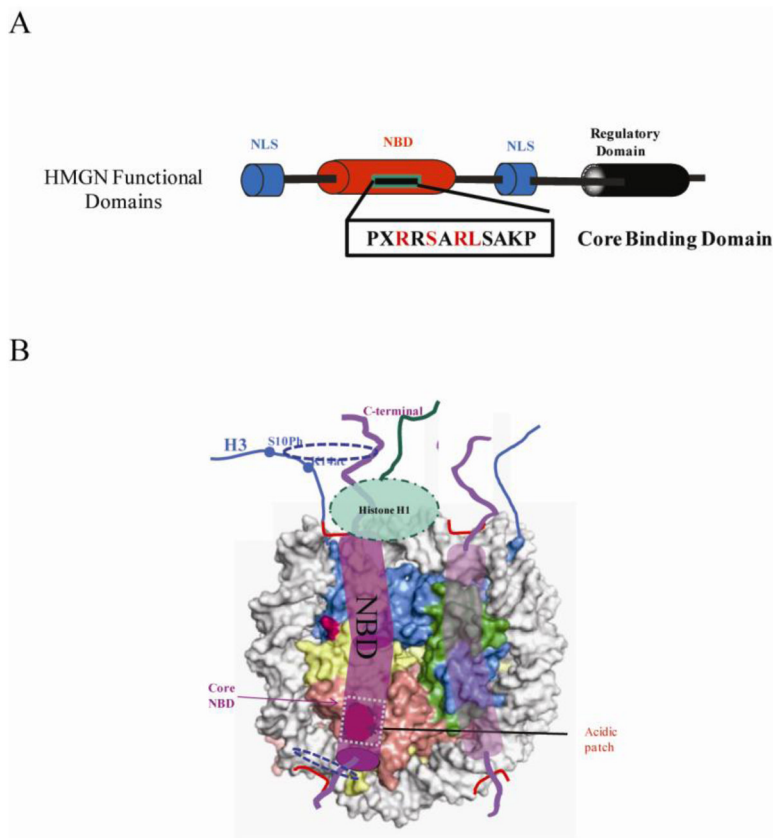 A
NLS
NBD
NLS
Regulatory
Domain
HMGN Functional
Domains
PXRRSARLSAKP
Core Binding Domain
B
C-terminal
H3
S10Ph
K14ac
Histone H1
NBD
Core
NBD
Acidic
patch